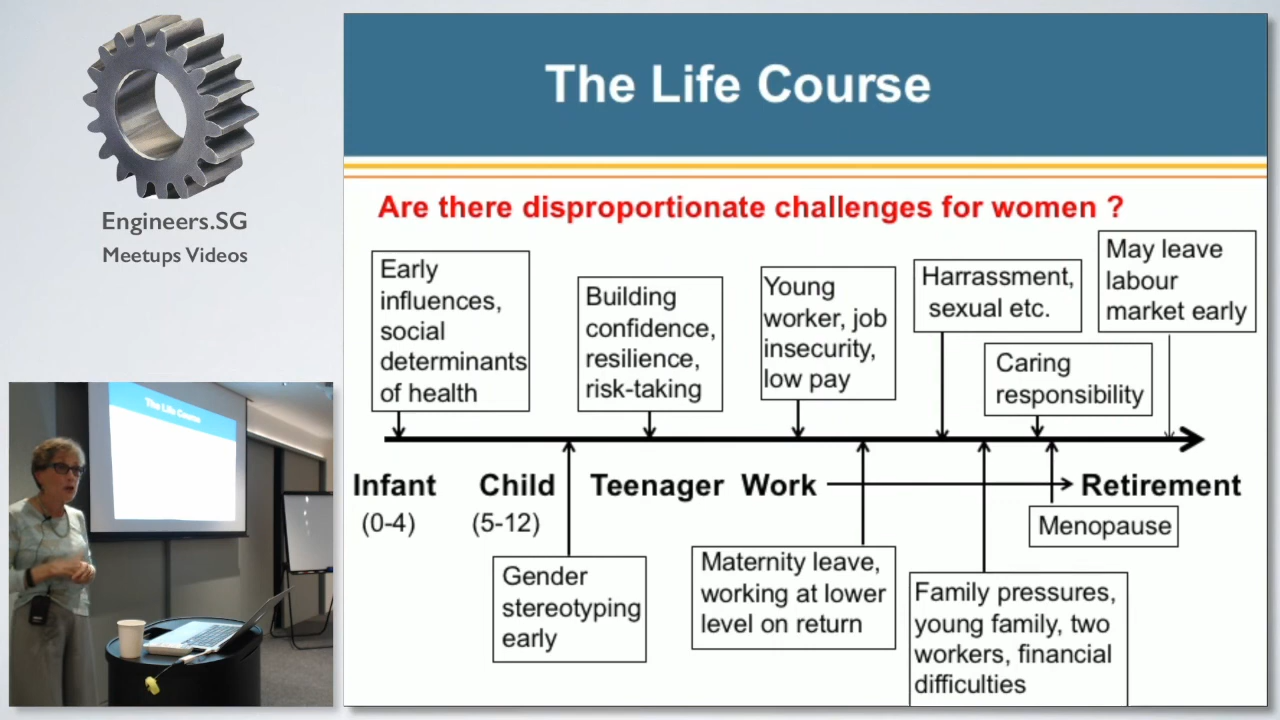 Engineers.SG
Meetups Videos
The Life Course
The Life Course
Are there disproportionate challenges for women ?
Early
influences,
social
determinants
of health
Building
confidence,
resilience,
risk-taking
Young
worker, job
insecurity,
low pay
Harrassment,
sexual etc.
Caring
responsibility
May leave
labour
market early
Infant
(0-4)
Child
(5-12)
Teenager
Work
Retirement
Gender
stereotyping
early
Maternity leave,
working at lower
level on return
Family pressures,
young family, two
workers, financial
difficulties
Menopause